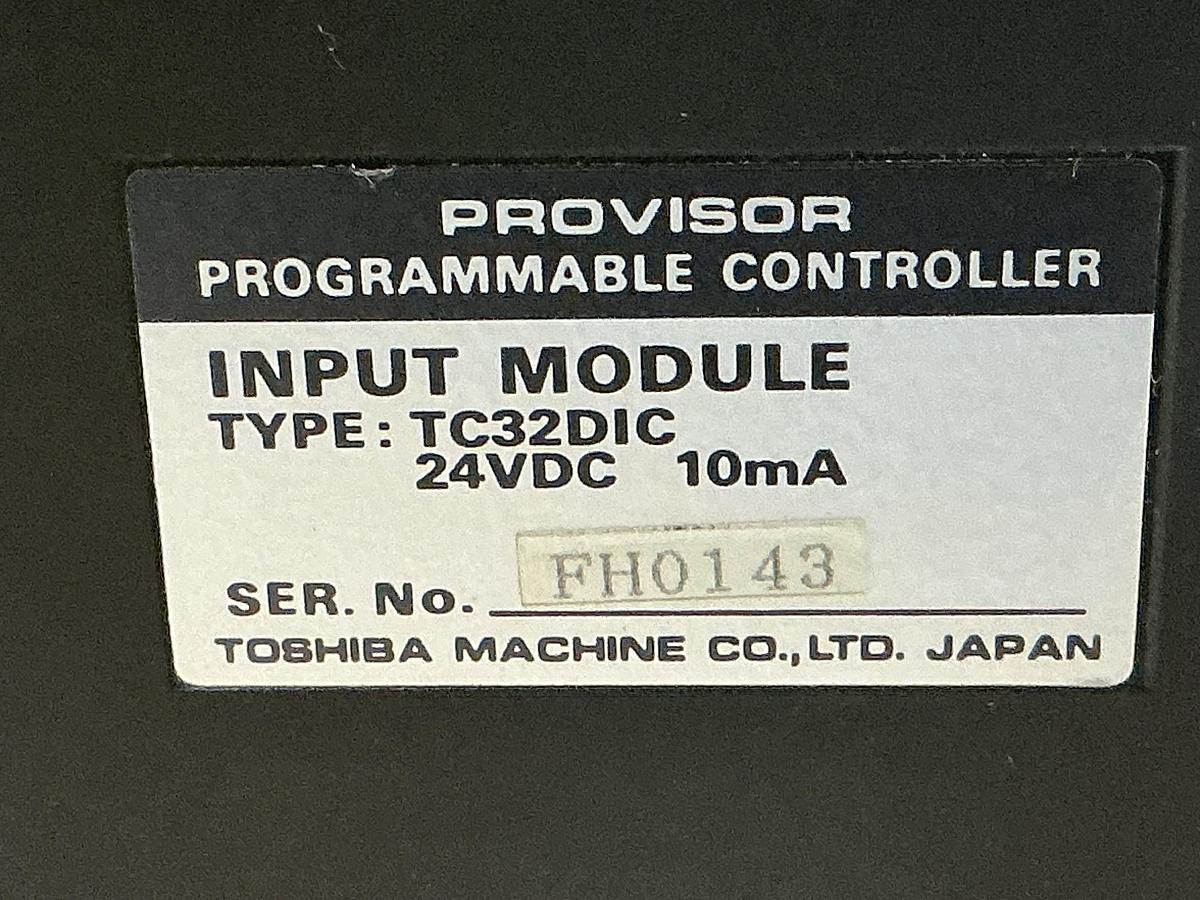 PROVISOR
PROGRAMMABLE CONTROLLER
INPUT MODULE
TYPE: TC32DIC
24VDC 10mA
SER. No. FH0143
TOSHIBA MACHINE CO.,LTD. JAPAN